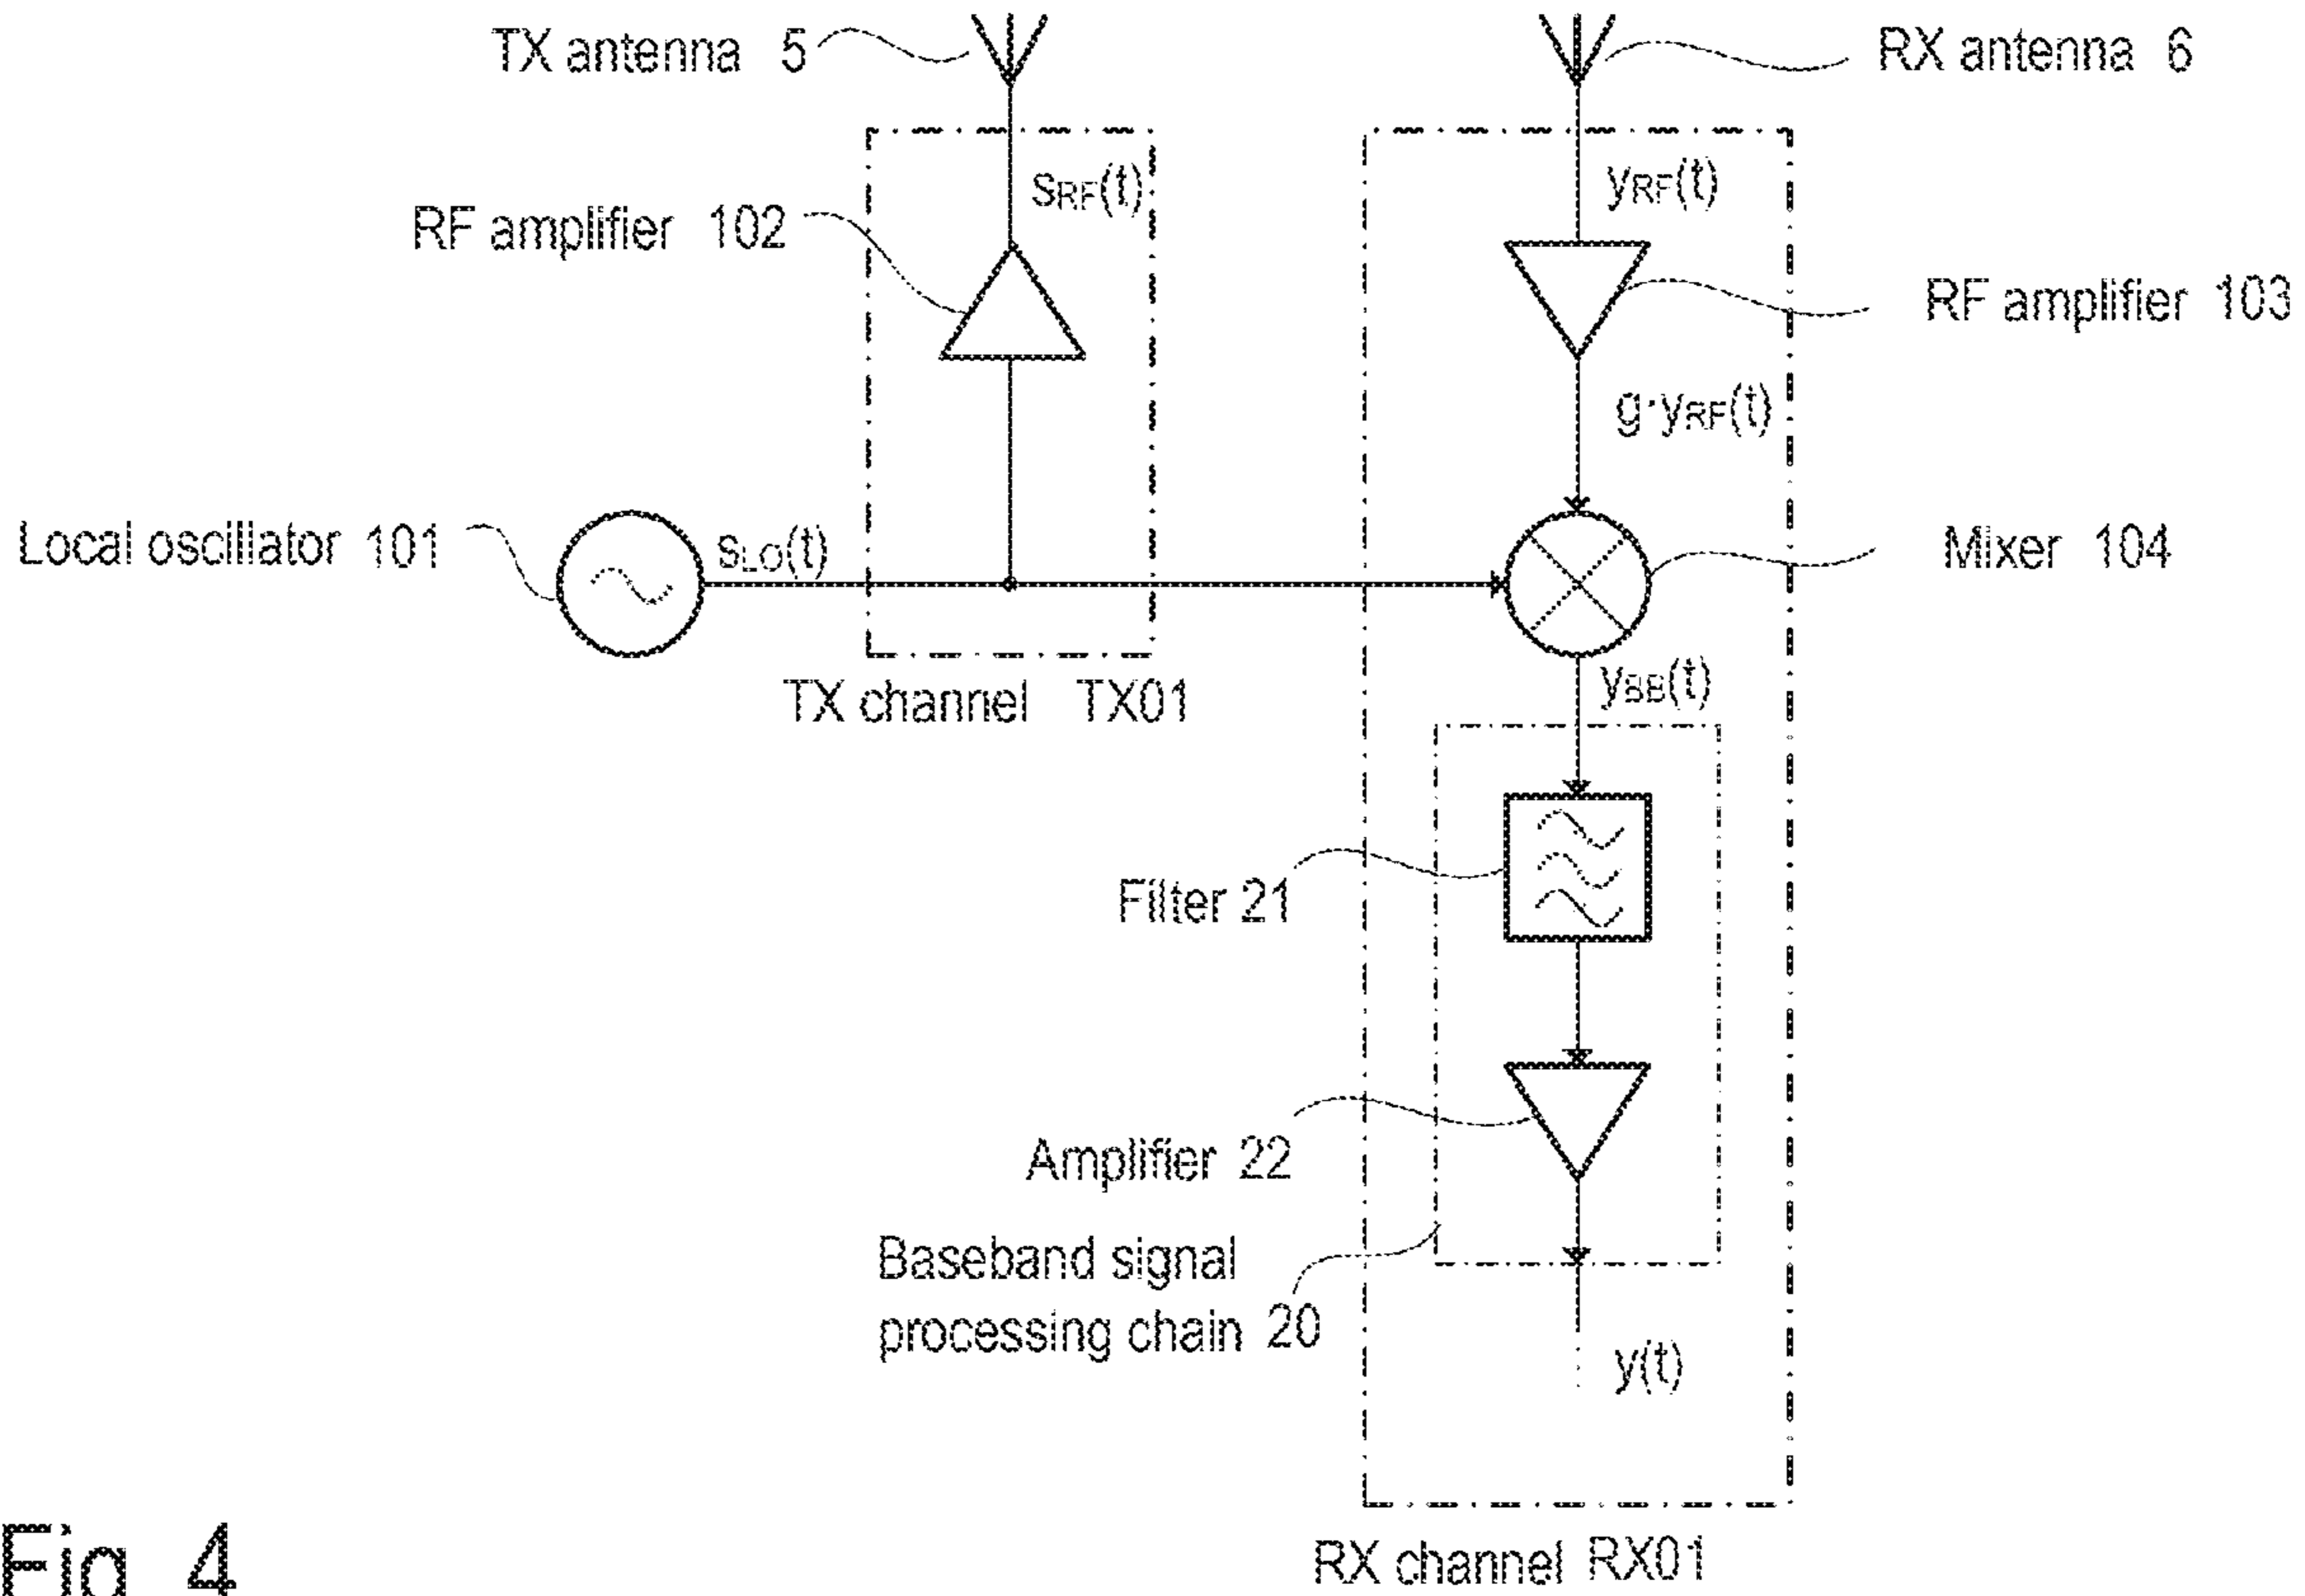 TX antenna 5
RX antenna 6
sRF(t)
yRF(t)
RF amplifier 102
RF amplifier 103
g·yRF(t)
Local oscillator 101
sLO(t)
Mixer 104
TX channel TX01
yBB(t)
Filter 21
Amplifier 22
Baseband signal
processing chain 20
y(t)
RX channel RX01
Fig 4